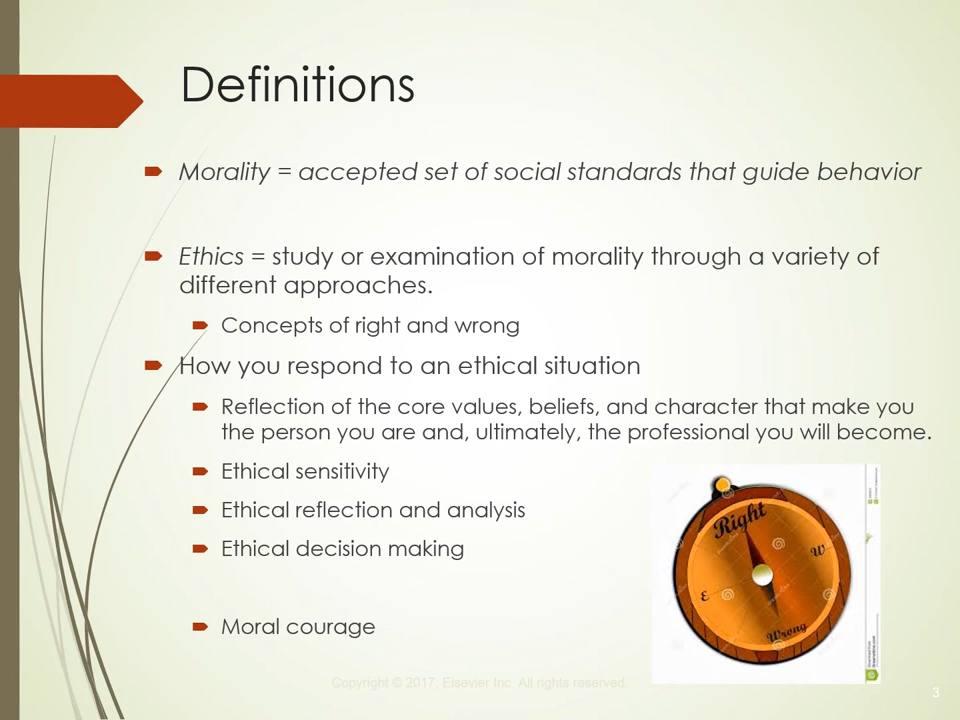 Definitions
Morality = accepted set of social standards that guide behavior
Ethics = study or examination of morality through a variety of
different approaches.
Concepts of right and wrong
How you respond to an ethical situation
Reflection of the core values, beliefs, and character that make you
the person you are and, ultimately, the professional you will become.
Ethical sensitivity
Ethical reflection and analysis
Ethical decision making
Moral courage
Right
W
E
Wrong
Copyright © 2017, Elsevier Inc. All rights reserved.
3